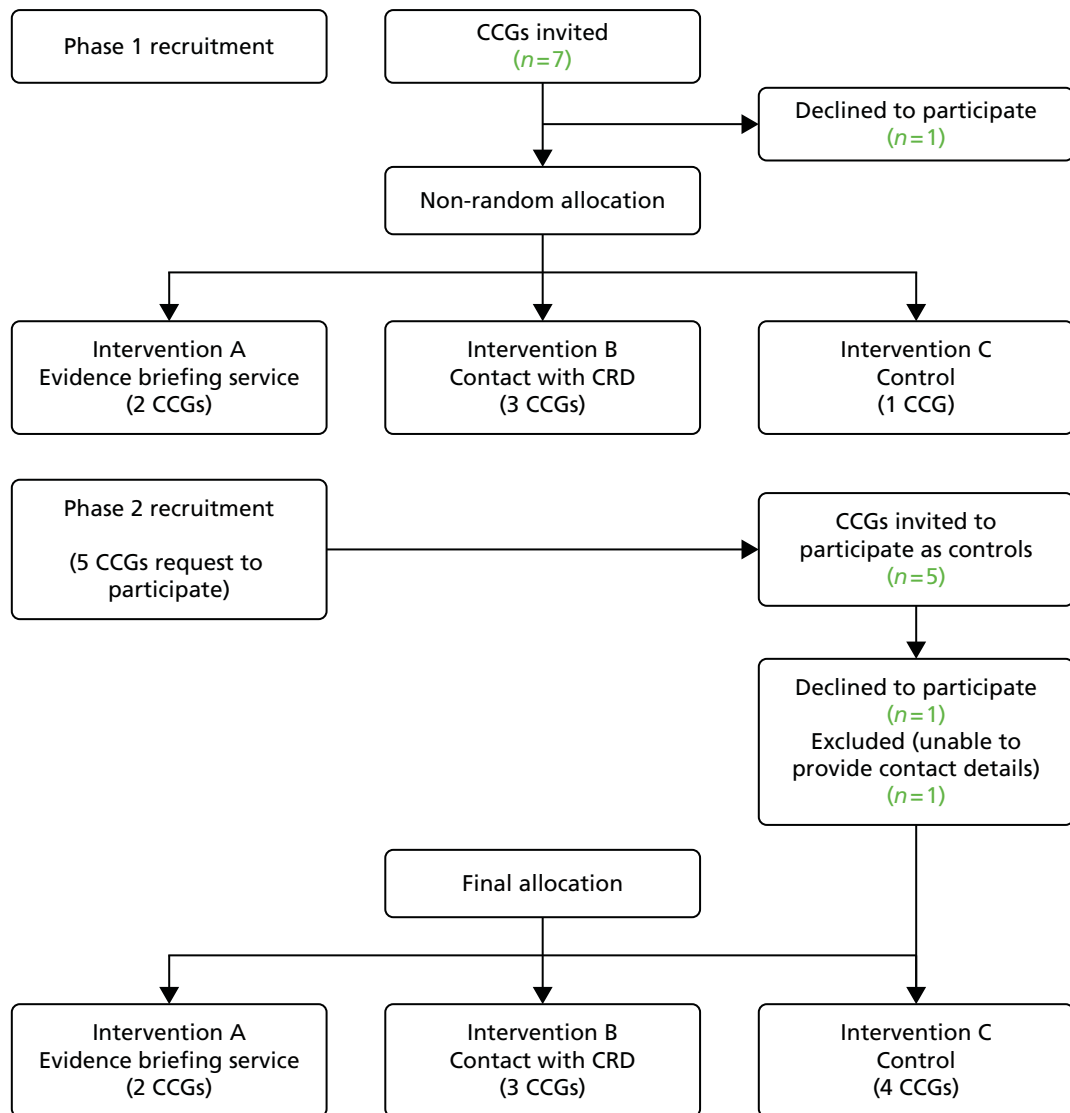 Phase 1 recruitment
CCGs invited
(n=7)
Declined to participate
(n=1)
Non-random allocation
Intervention A
Evidence briefing service
(2 CCGs)
Intervention B
Contact with CRD
(3 CCGs)
Intervention C
Control
(1 CCG)
Phase 2 recruitment
(5 CCGs request to
participate)
CCGs invited to
participate as controls
(n=5)
Declined to participate
(n=1)
Excluded (unable to
provide contact details)
(n=1)
Final allocation
Intervention A
Evidence briefing service
(2 CCGs)
Intervention B
Contact with CRD
(3 CCGs)
Intervention C
Control
(4 CCGs)